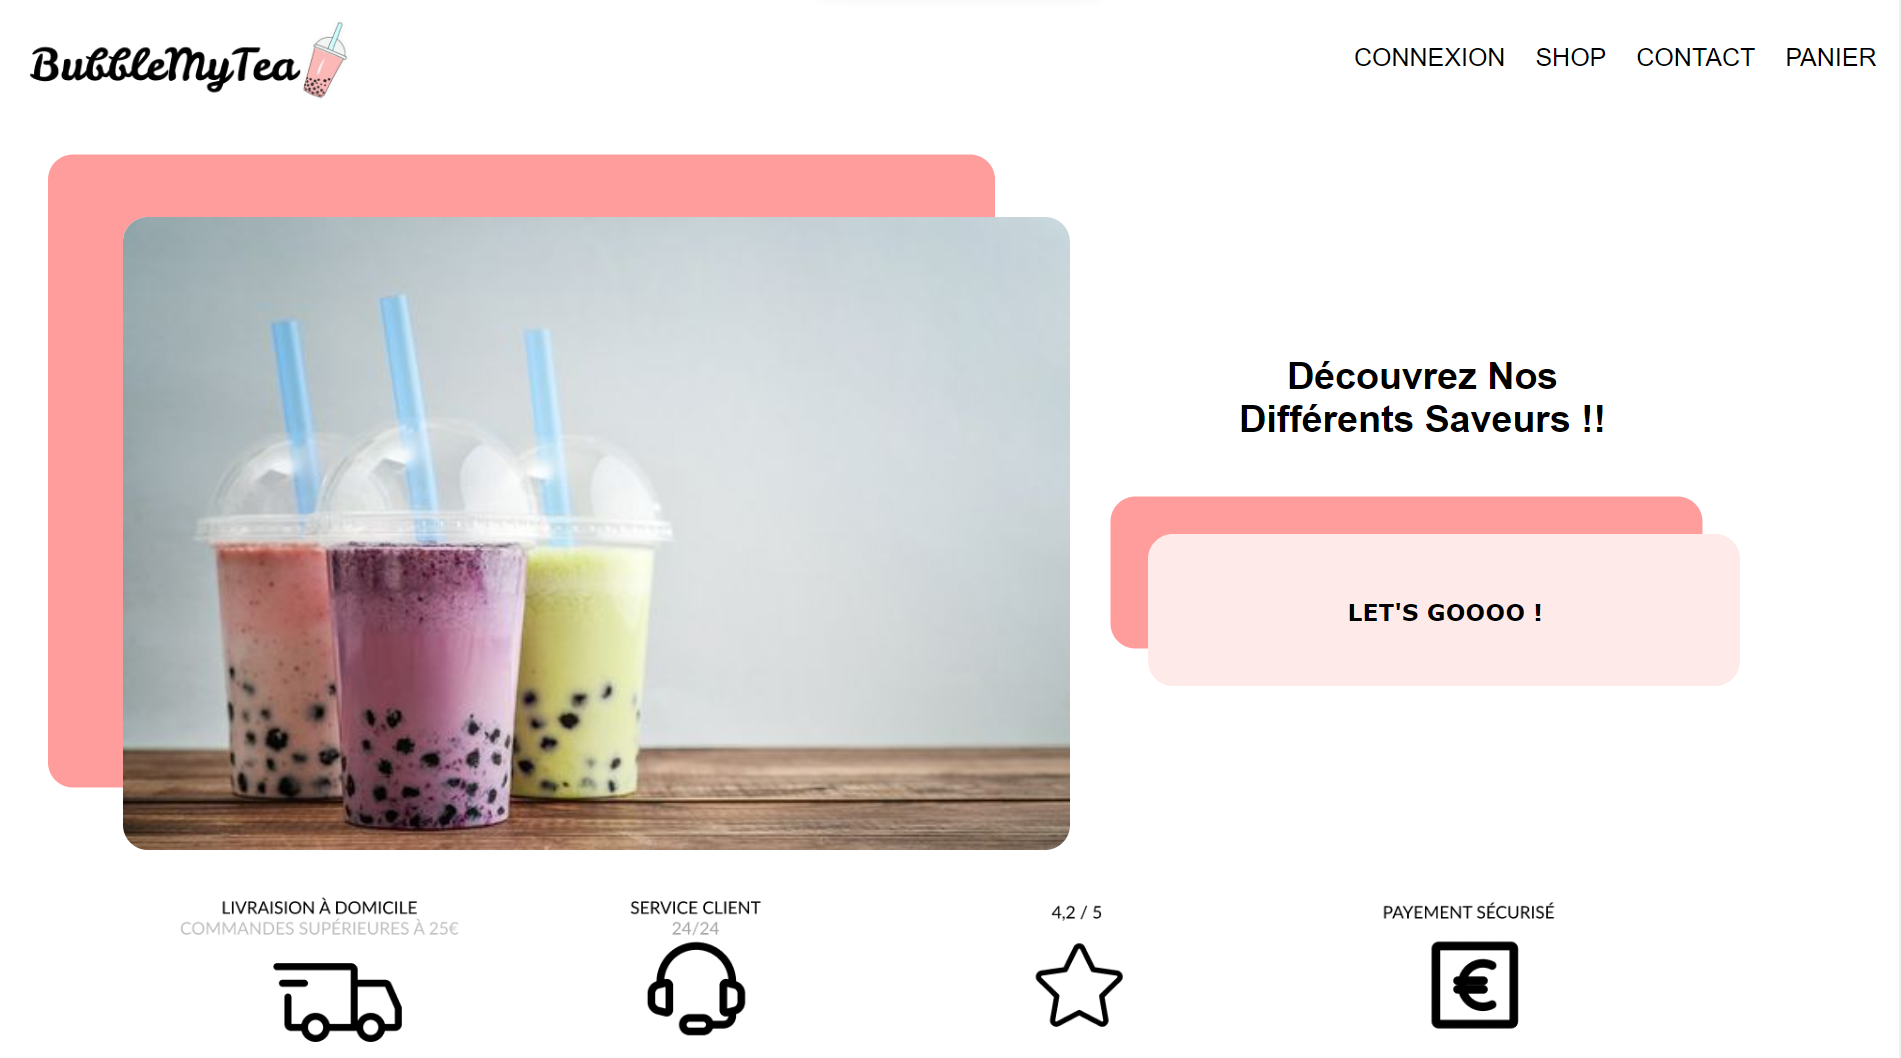 BubbleMyTea
CONNEXION SHOP CONTACT PANIER
Découvrez Nos
Différents Saveurs !!
LET'S GOOOO !
LIVRAISION À DOMICILE
COMMANDES SUPÉRIEURES À 25€
SERVICE CLIENT
24/24
4,2 / 5
PAYEMENT SÉCURISÉ
€